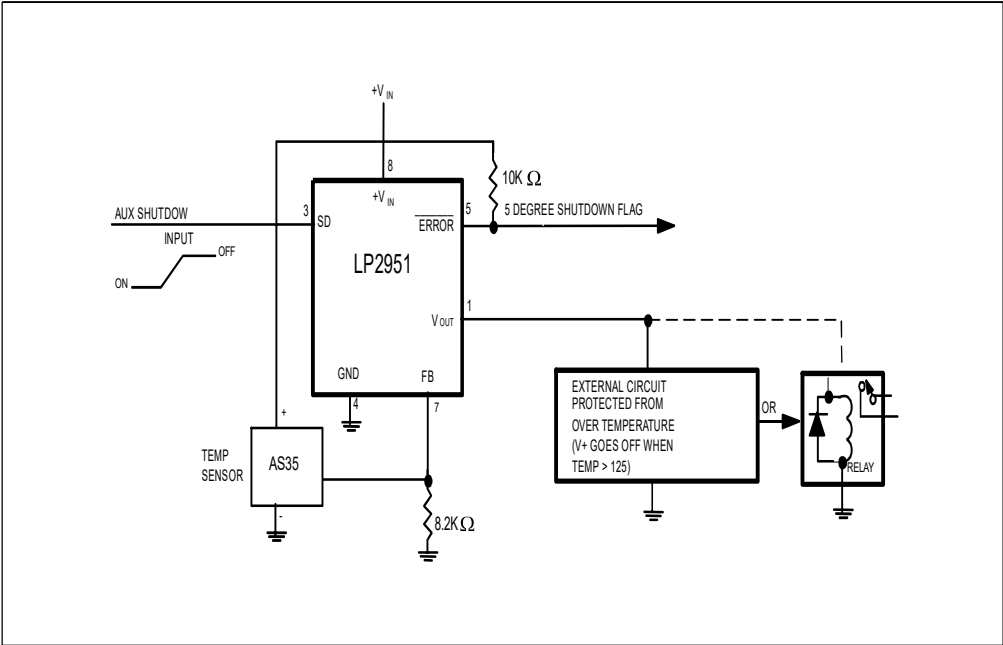 +V IN
8
+V IN
10K Ω
3
SD
5
ERROR
5 DEGREE SHUTDOWN FLAG
AUX SHUTDOW
INPUT
OFF
ON
LP2951
1
V OUT
GND
FB
4
7
EXTERNAL CIRCUIT
PROTECTED FROM
OVER TEMPERATURE
(V+ GOES OFF WHEN
TEMP > 125)
OR
RELAY
+
TEMP
SENSOR
AS35
-
8.2K Ω